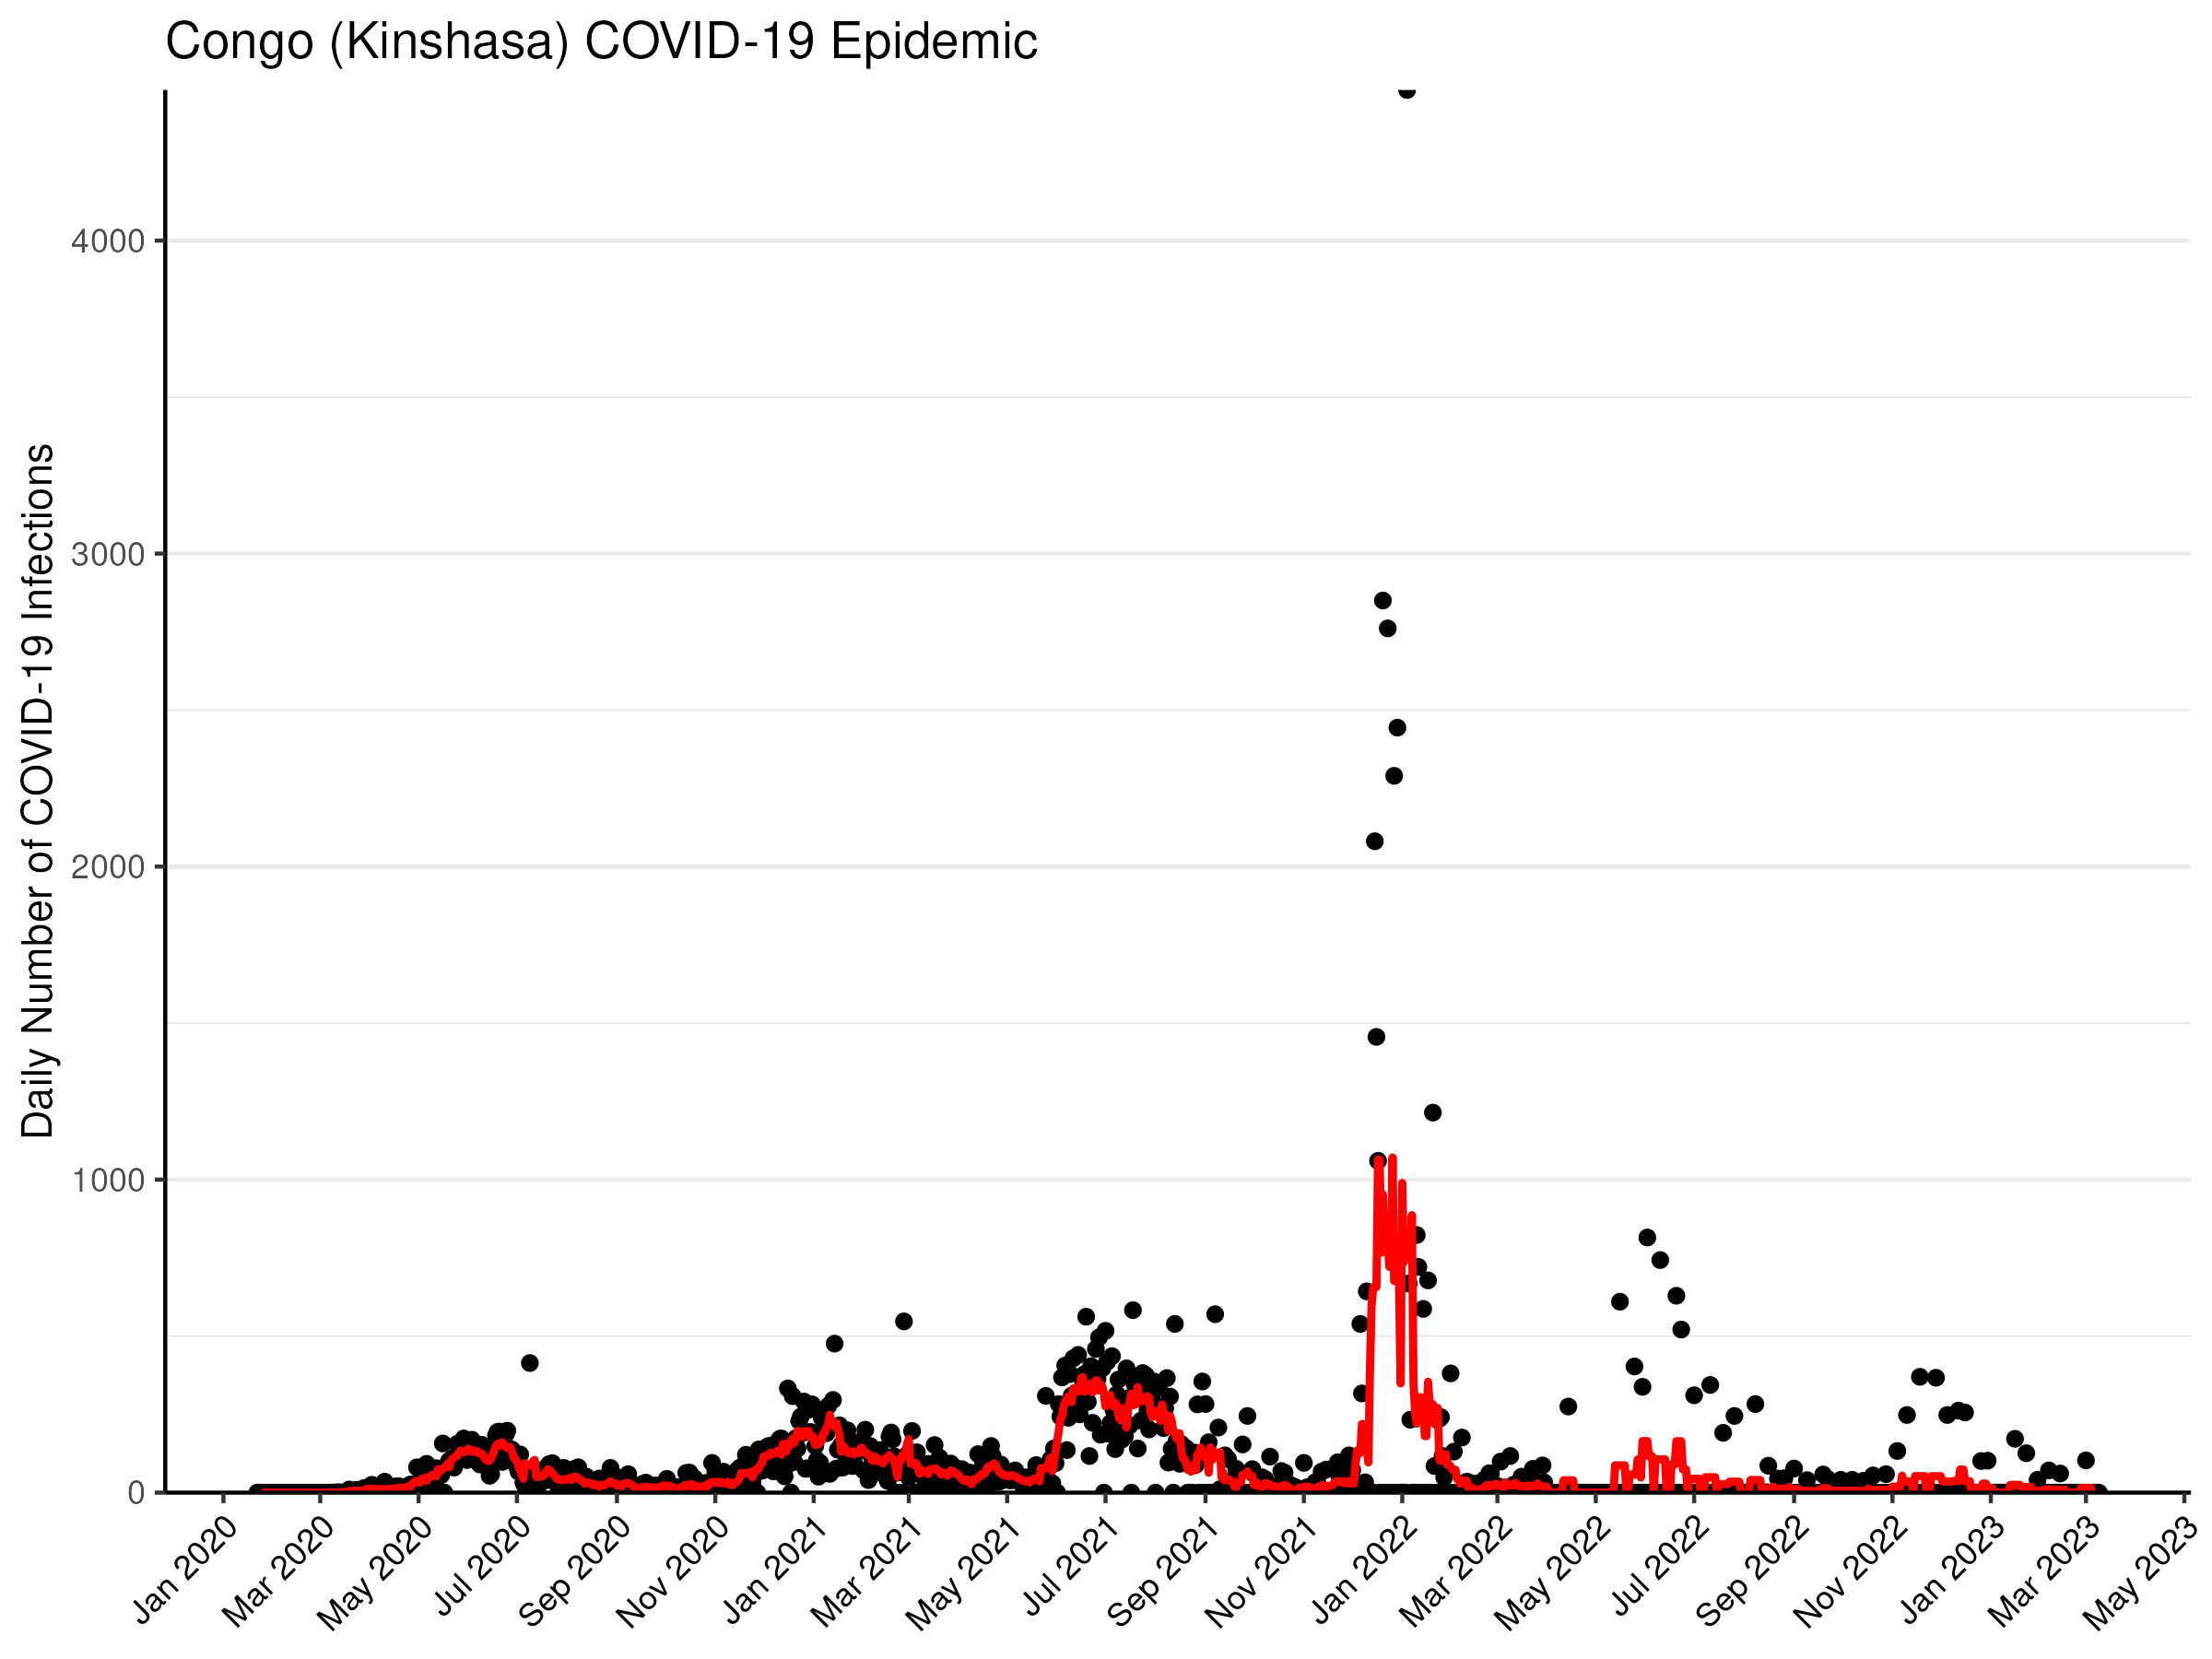 Congo (Kinshasa) COVID-19 Epidemic
Daily Number of COVID-19 Infections
4000
3000
2000
1000
0
Jan 2020
Mar 2020
May 2020
Jul 2020
Sep 2020
Nov 2020
Jan 2021
Mar 2021
May 2021
Jul 2021
Sep 2021
Nov 2021
Jan 2022
Mar 2022
May 2022
Jul 2022
Sep 2022
Nov 2022
Jan 2023
Mar 2023
May 2023